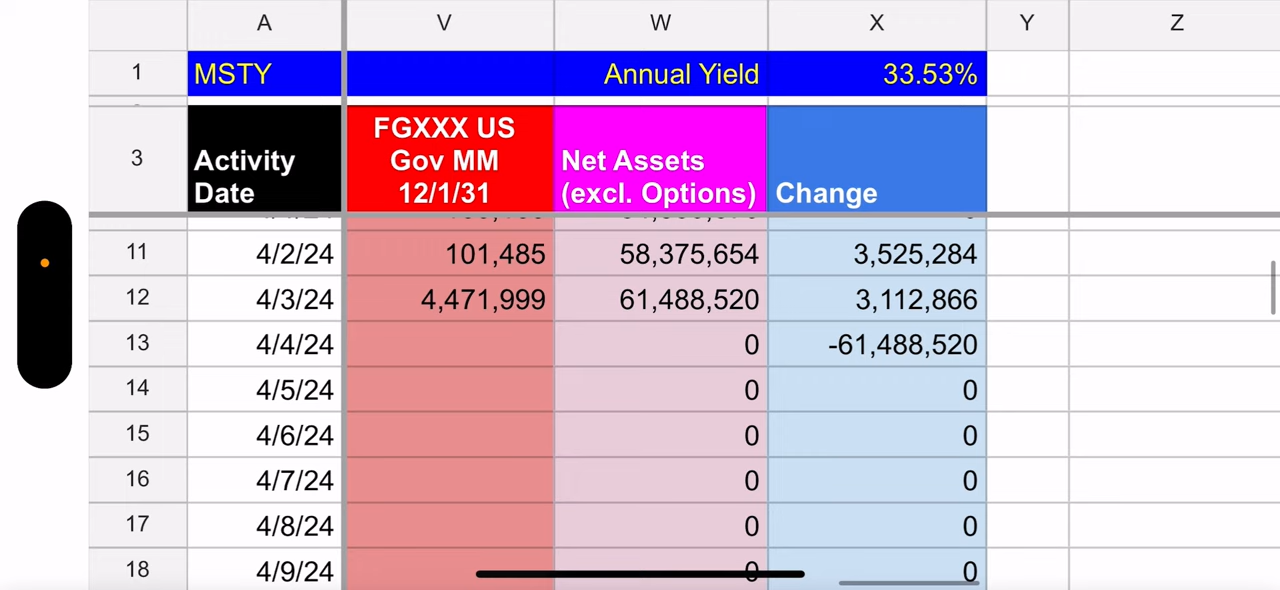 A V W X Y Z
1 MSTY Annual Yield 33.53%
3 Activity Date FGXXX US Gov MM 12/1/31 Net Assets (excl. Options) Change
11 4/2/24 101,485 58,375,654 3,525,284
12 4/3/24 4,471,999 61,488,520 3,112,866
13 4/4/24 0 -61,488,520
14 4/5/24 0 0
15 4/6/24 0 0
16 4/7/24 0 0
17 4/8/24 0 0
18 4/9/24 0 0